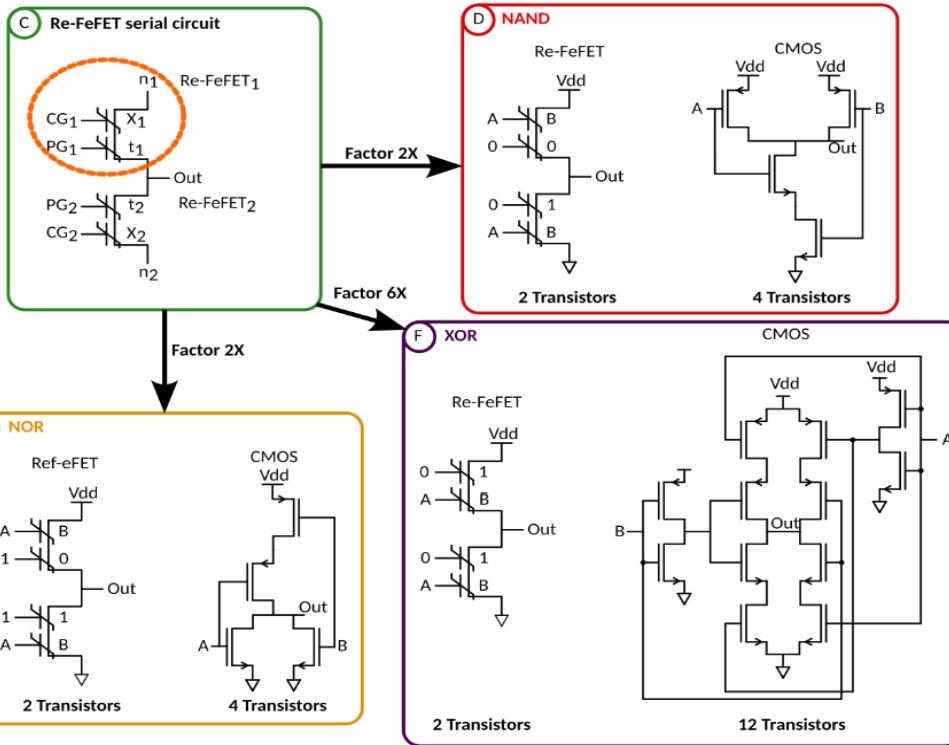 C Re-FeFET serial circuit
n1 Re-FeFET1
CG1 X1
PG1 t1
Out
PG2 t2 Re-FeFET2
CG2 X2
n2
Factor 2X
Factor 6X
Factor 2X
D NAND
Re-FeFET
Vdd
A B
0 0
Out
0 1
A B
2 Transistors
CMOS
Vdd Vdd
A B
Out
4 Transistors
NOR
Ref-eFET
Vdd
A B
1 0
Out
1 1
A B
2 Transistors
CMOS
Vdd
Out
A B
4 Transistors
F XOR
Re-FeFET
Vdd
0 1
A B̄
Out
0 1
A B
2 Transistors
CMOS
Vdd
Vdd
A
B Out
12 Transistors